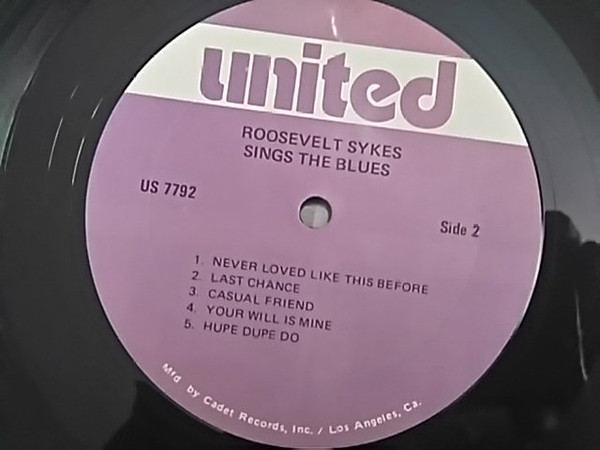 united
ROOSEVELT SYKES
SINGS THE BLUES
US 7792
Side 2
1. NEVER LOVED LIKE THIS BEFORE
2. LAST CHANCE
3. CASUAL FRIEND
4. YOUR WILL IS MINE
5. HUPE DUPE DO
Mfd by Cadet Records, Inc. / Los Angeles, Ca.